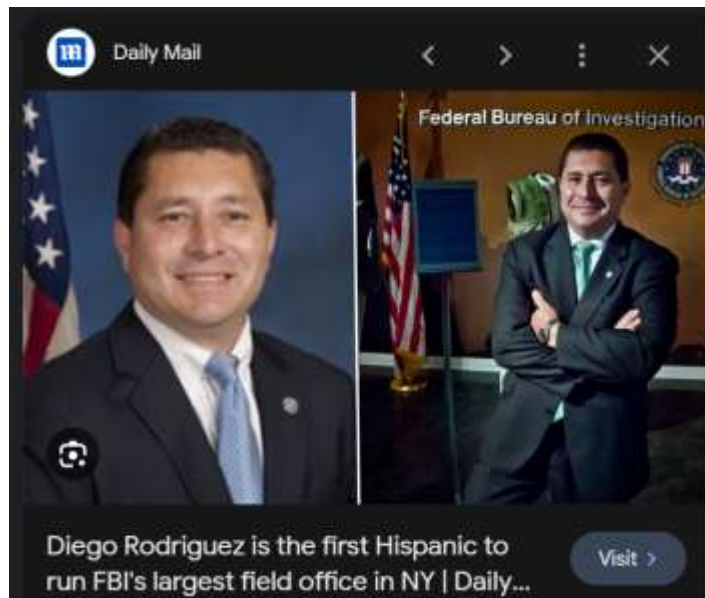 Daily Mail
Federal Bureau of Investigation
Diego Rodriguez is the first Hispanic to
run FBI's largest field office in NY | Daily...
Visit >